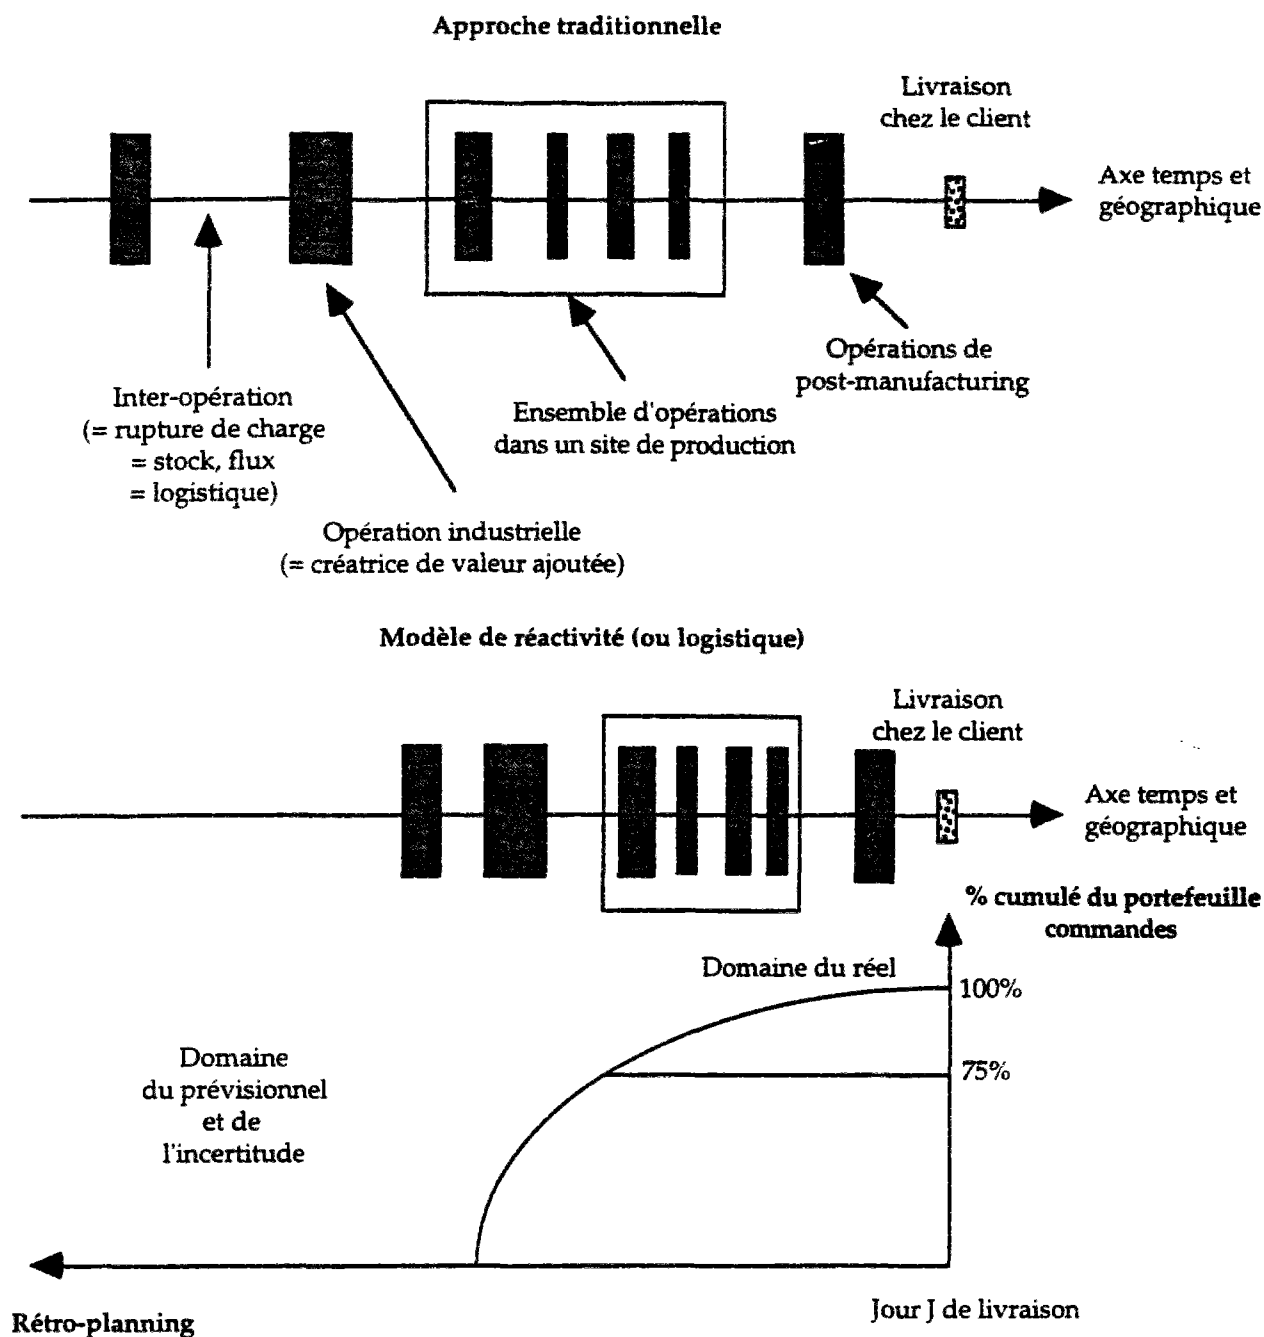 Approche traditionnelle
Livraison
chez le client
Axe temps et
géographique
Opérations de
post-manufacturing
Inter-opération
(= rupture de charge
= stock, flux
= logistique)
Ensemble d'opérations
dans un site de production
Opération industrielle
(= créatrice de valeur ajoutée)
Modèle de réactivité (ou logistique)
Livraison
chez le client
Axe temps et
géographique
% cumulé du portefeuille
commandes
Domaine du réel
100%
Domaine
du prévisionnel
et de
l'incertitude
75%
Jour J de livraison
Rétro-planning